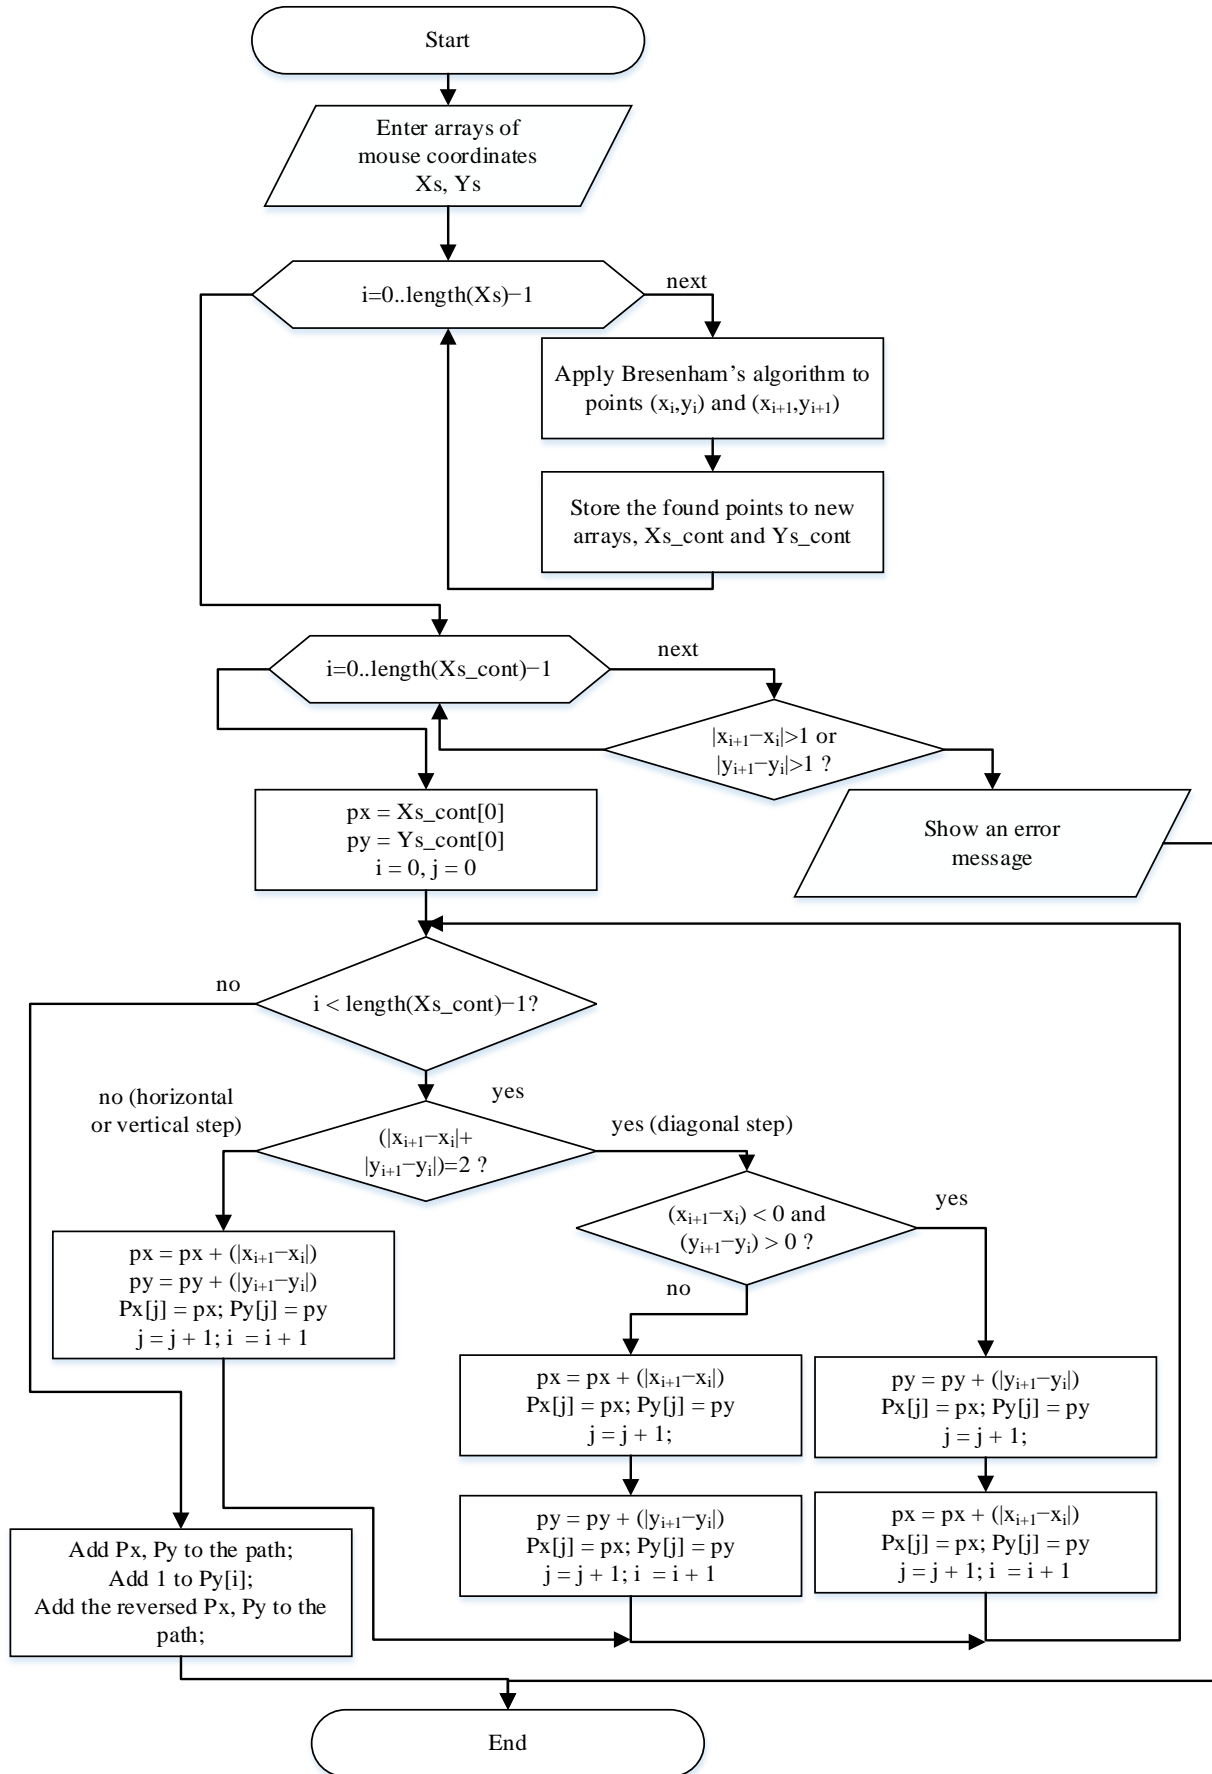 Start
Enter arrays of
mouse coordinates
Xs, Ys
i=0..length(Xs)−1
next
Apply Bresenham’s algorithm to
points (xᵢ,yᵢ) and (xᵢ₊₁,yᵢ₊₁)
Store the found points to new
arrays, Xs_cont and Ys_cont
i=0..length(Xs_cont)−1
next
|xᵢ₊₁−xᵢ|>1 or
|yᵢ₊₁−yᵢ|>1 ?
Show an error
message
px = Xs_cont[0]
py = Ys_cont[0]
i = 0, j = 0
i < length(Xs_cont)−1?
no
yes
(|xᵢ₊₁−xᵢ|+
|yᵢ₊₁−yᵢ|)=2 ?
no (horizontal
or vertical step)
yes (diagonal step)
(xᵢ₊₁−xᵢ) < 0 and
(yᵢ₊₁−yᵢ) > 0 ?
yes
no
px = px + (|xᵢ₊₁−xᵢ|)
py = py + (|yᵢ₊₁−yᵢ|)
Px[j] = px; Py[j] = py
j = j + 1; i = i + 1
px = px + (|xᵢ₊₁−xᵢ|)
Px[j] = px; Py[j] = py
j = j + 1;
py = py + (|yᵢ₊₁−yᵢ|)
Px[j] = px; Py[j] = py
j = j + 1; i = i + 1
py = py + (|yᵢ₊₁−yᵢ|)
Px[j] = px; Py[j] = py
j = j + 1;
px = px + (|xᵢ₊₁−xᵢ|)
Px[j] = px; Py[j] = py
j = j + 1; i = i + 1
Add Px, Py to the path;
Add 1 to Py[i];
Add the reversed Px, Py to the
path;
End